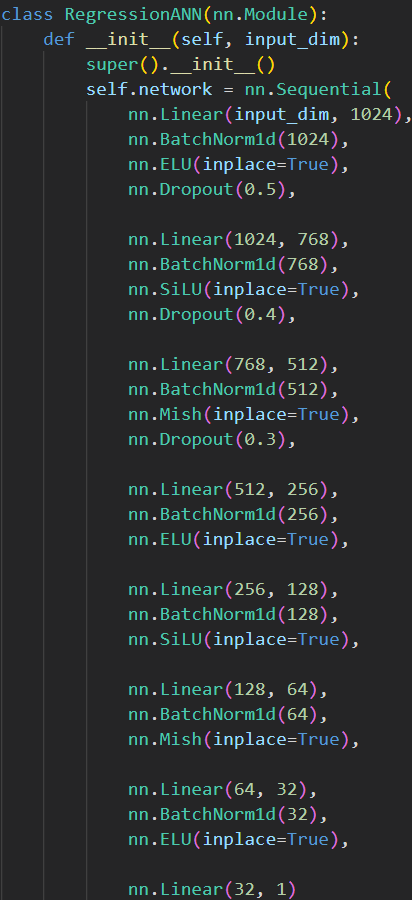 class RegressionANN(nn.Module):
def __init__(self, input_dim):
super().__init__()
self.network = nn.Sequential(
nn.Linear(input_dim, 1024),
nn.BatchNorm1d(1024),
nn.ELU(inplace=True),
nn.Dropout(0.5),
nn.Linear(1024, 768),
nn.BatchNorm1d(768),
nn.SiLU(inplace=True),
nn.Dropout(0.4),
nn.Linear(768, 512),
nn.BatchNorm1d(512),
nn.Mish(inplace=True),
nn.Dropout(0.3),
nn.Linear(512, 256),
nn.BatchNorm1d(256),
nn.ELU(inplace=True),
nn.Linear(256, 128),
nn.BatchNorm1d(128),
nn.SiLU(inplace=True),
nn.Linear(128, 64),
nn.BatchNorm1d(64),
nn.Mish(inplace=True),
nn.Linear(64, 32),
nn.BatchNorm1d(32),
nn.ELU(inplace=True),
nn.Linear(32, 1)